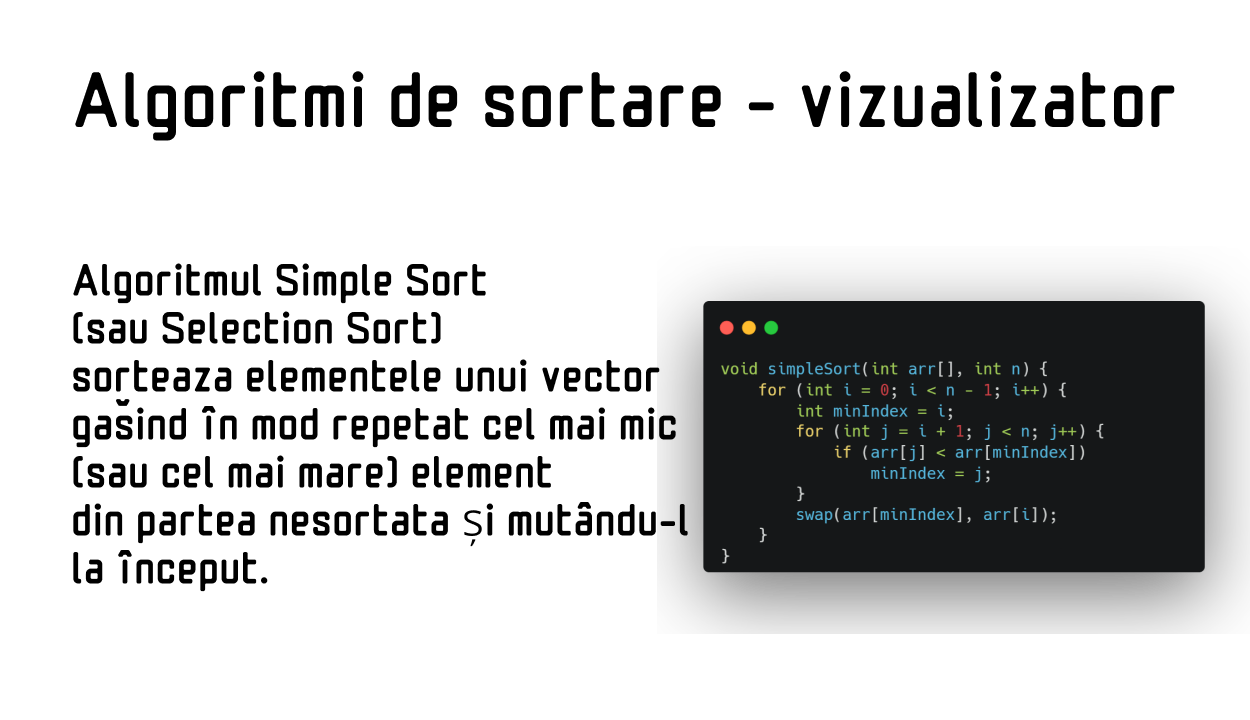 Algoritmi de sortare - vizualizator
Algoritmul Simple Sort
(sau Selection Sort)
sorteaza elementele unui vector
gasind în mod repetat cel mai mic
(sau cel mai mare) element
din partea nesortata și mutându-l
la început.
void simpleSort(int arr[], int n) {
    for (int i = 0; i < n - 1; i++) {
        int minIndex = i;
        for (int j = i + 1; j < n; j++) {
            if (arr[j] < arr[minIndex])
                minIndex = j;
        }
        swap(arr[minIndex], arr[i]);
    }
}